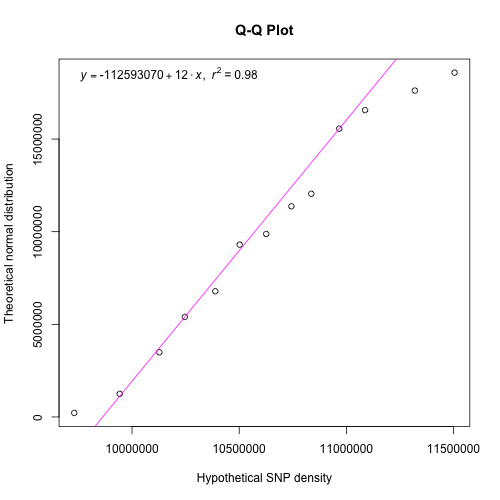 Q-Q Plot
y = -112593070 + 12 · x, r² = 0.98
Theoretical normal distribution
15000000
10000000
5000000
0
10000000 10500000 11000000 11500000
Hypothetical SNP density